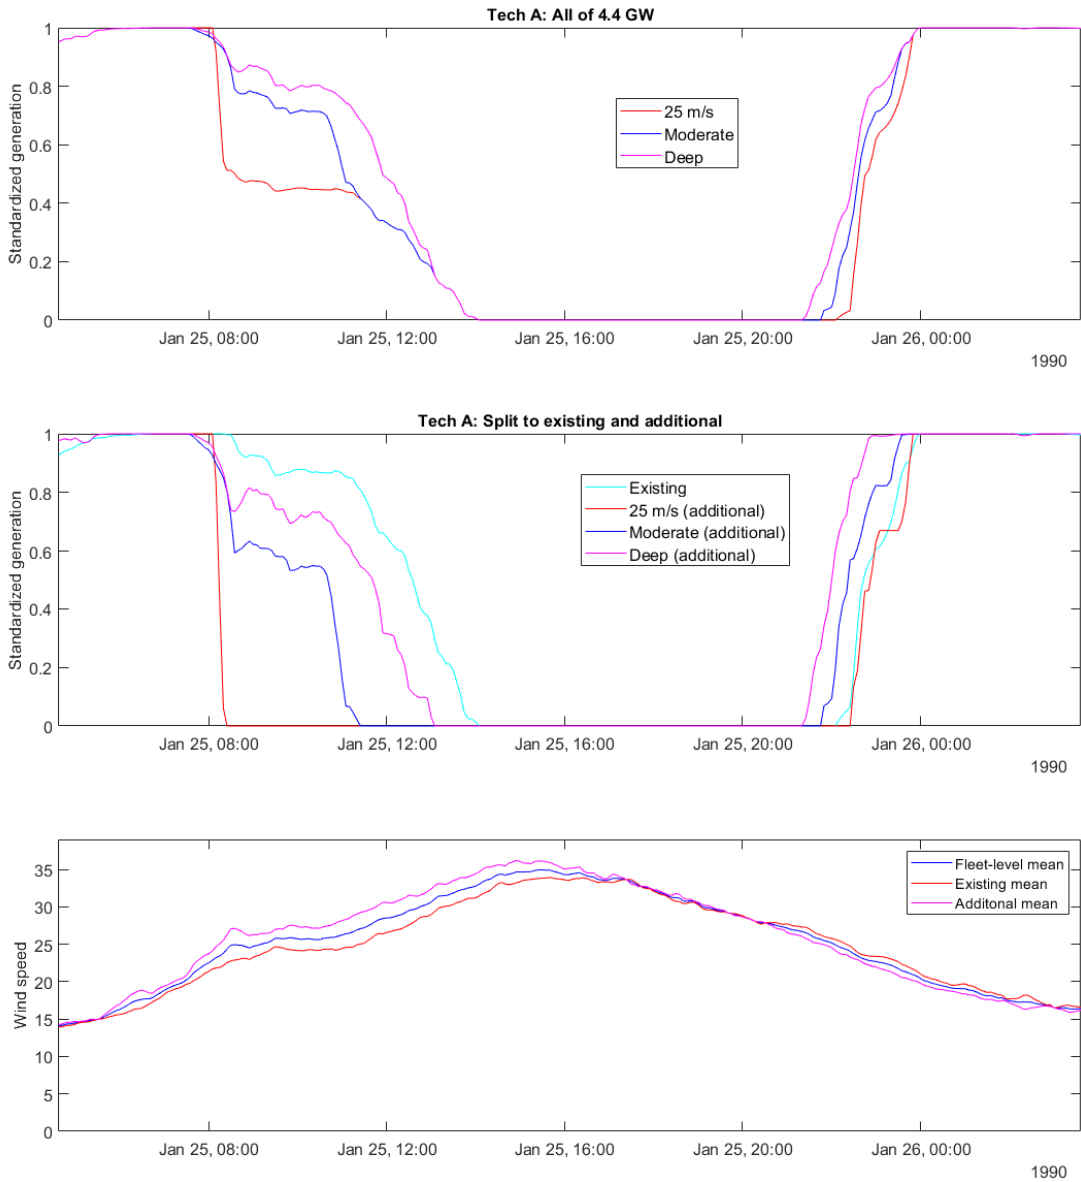 Tech A: All of 4.4 GW
Standardized generation
1
0.8
0.6
0.4
0.2
0
25 m/s
Moderate
Deep
Jan 25, 08:00
Jan 25, 12:00
Jan 25, 16:00
Jan 25, 20:00
Jan 26, 00:00
1990
Tech A: Split to existing and additional
Standardized generation
1
0.8
0.6
0.4
0.2
0
Existing
25 m/s (additional)
Moderate (additional)
Deep (additional)
Jan 25, 08:00
Jan 25, 12:00
Jan 25, 16:00
Jan 25, 20:00
Jan 26, 00:00
1990
Wind speed
35
30
25
20
15
10
5
0
Fleet-level mean
Existing mean
Additonal mean
Jan 25, 08:00
Jan 25, 12:00
Jan 25, 16:00
Jan 25, 20:00
Jan 26, 00:00
1990